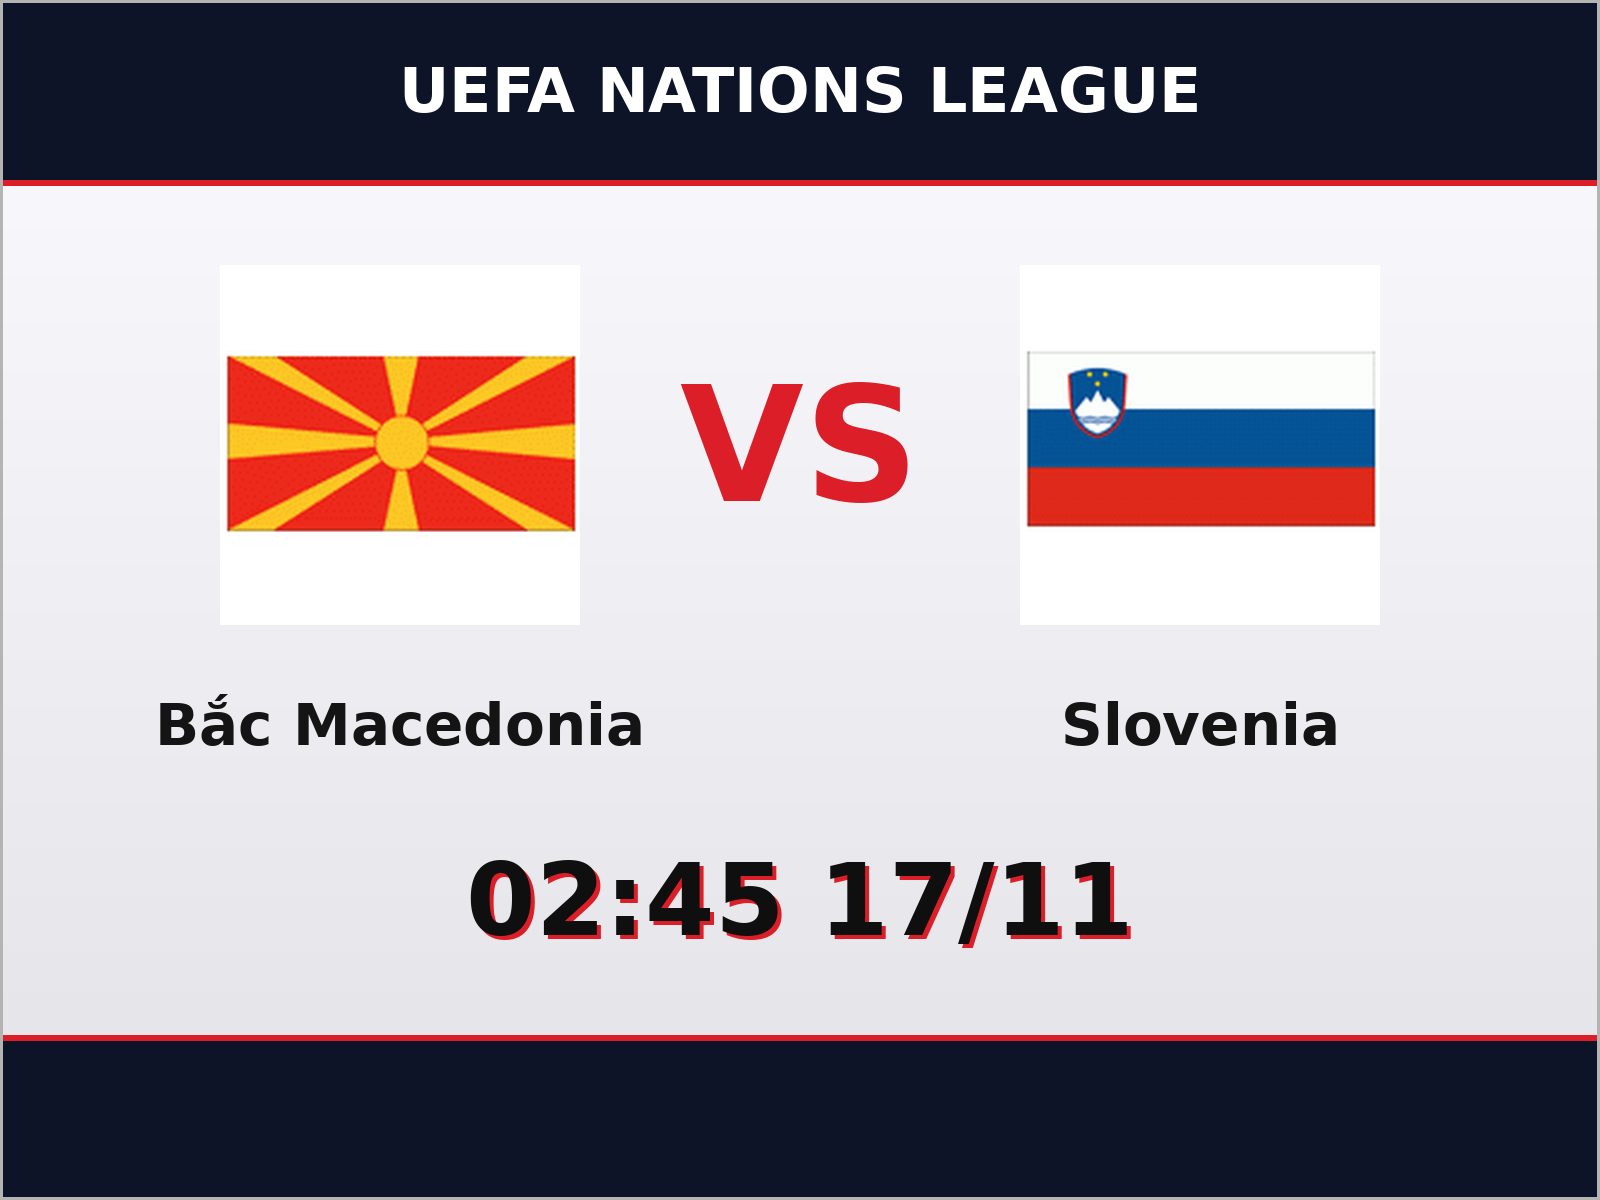 UEFA NATIONS LEAGUE
VS
Bắc Macedonia
Slovenia
02:45 17/11